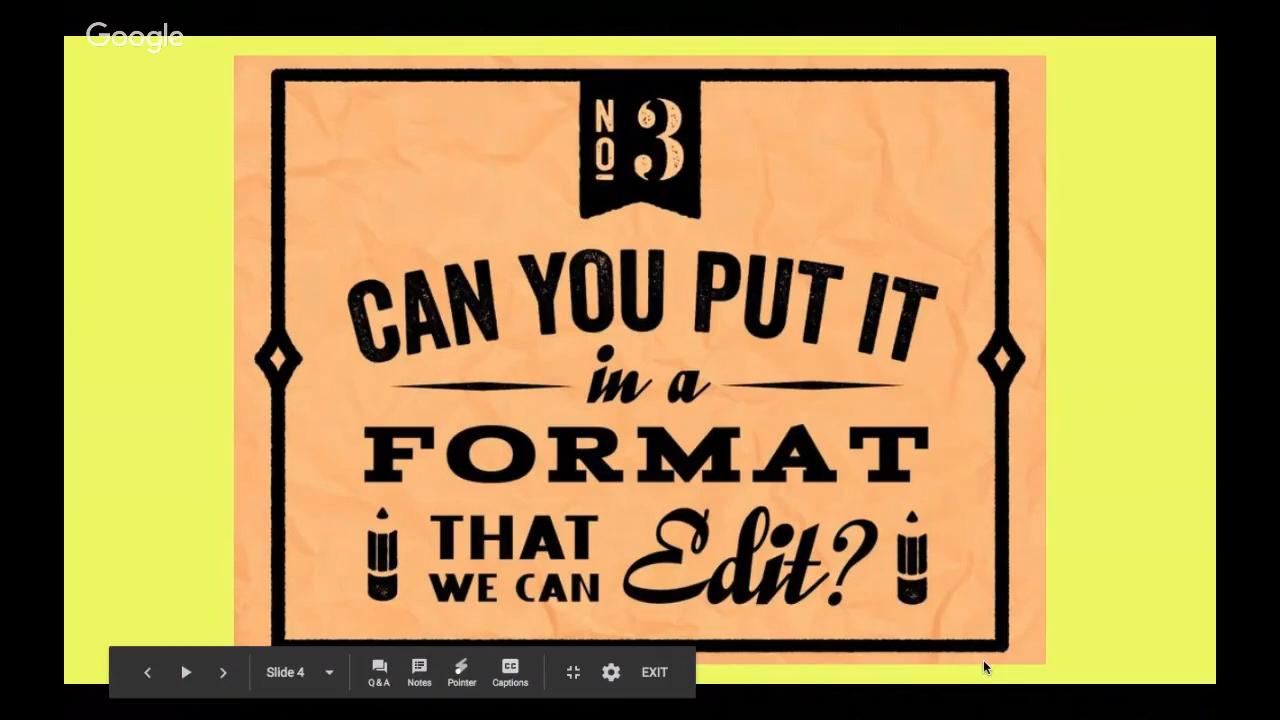 Google
NO 3
CAN YOU PUT IT
in a
FORMAT
THAT
WE CAN Edit?
Slide 4
Q&A Notes Pointer Captions EXIT